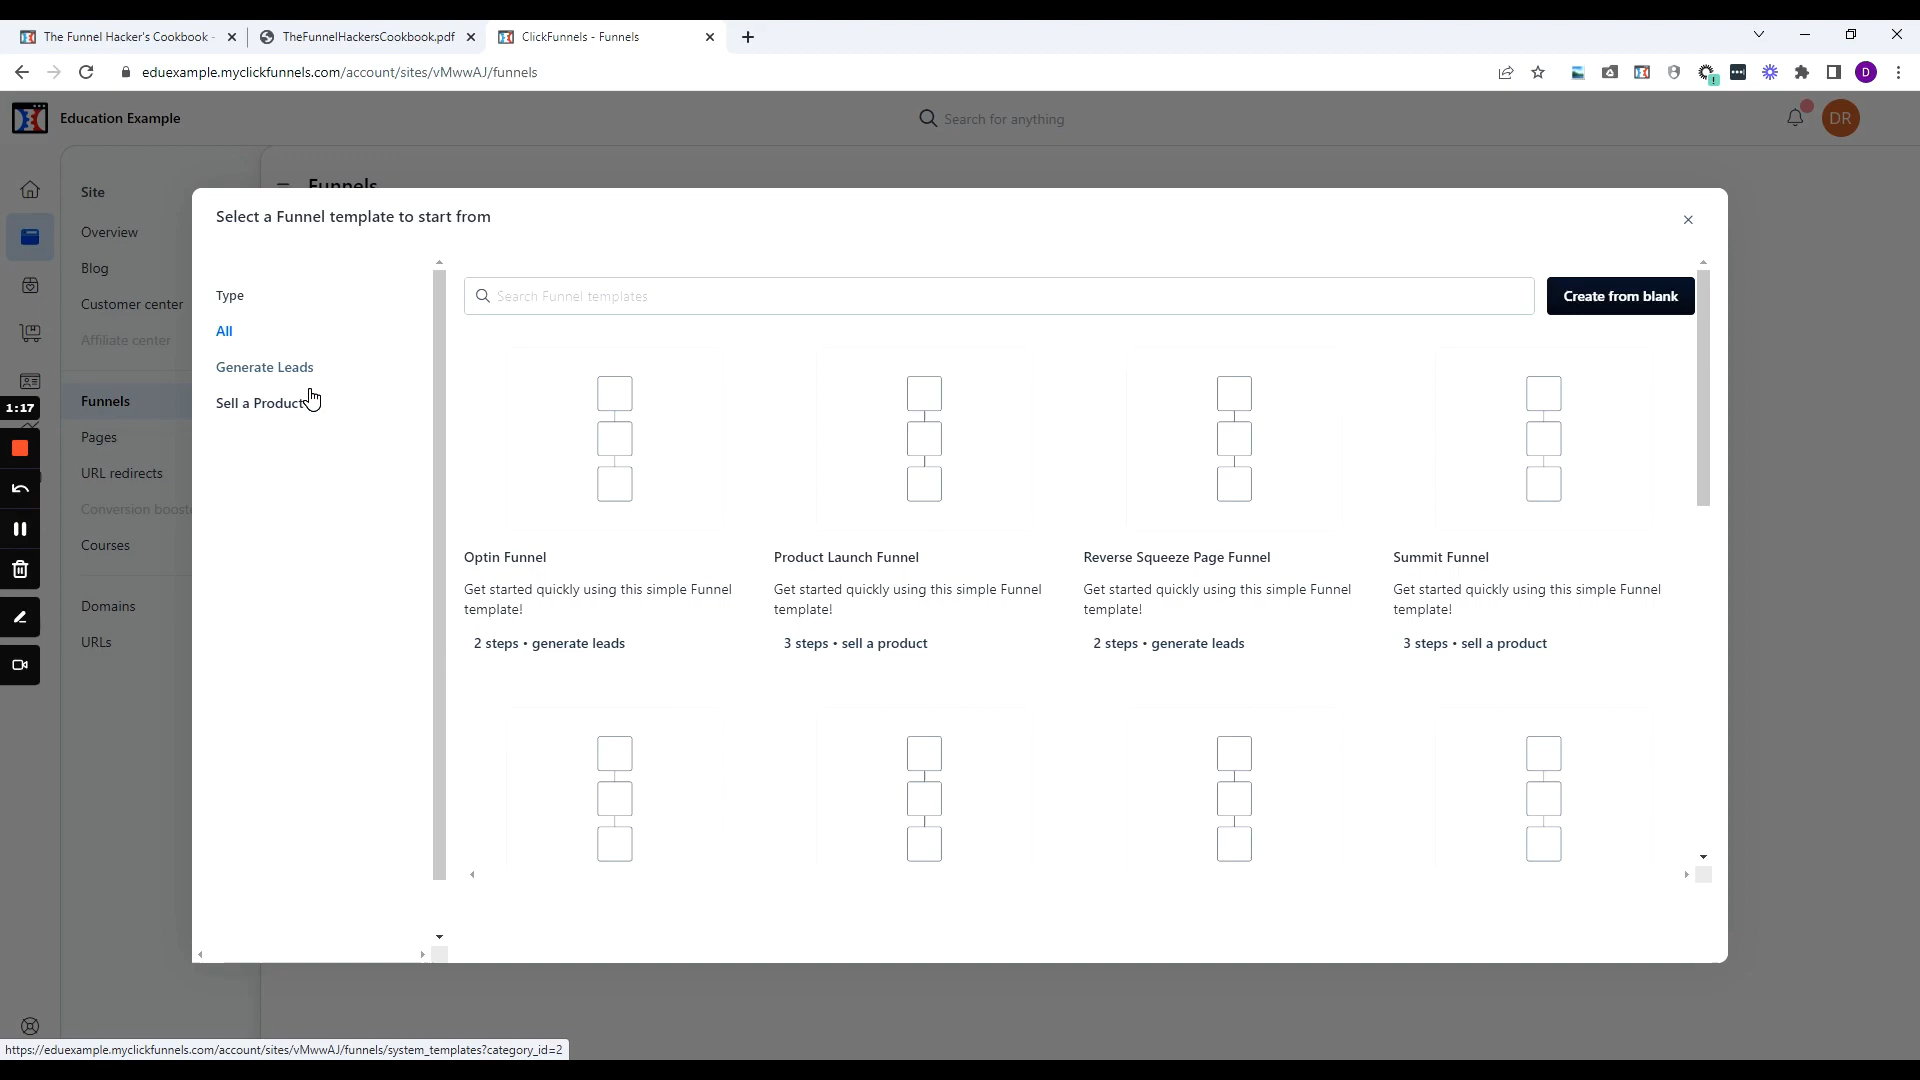 The Funnel Hacker's Cookbook -
TheFunnelHackersCookbook.pdf
ClickFunnels - Funnels
eduexample.myclickfunnels.com/account/sites/vMwwAJ/funnels
D
Education Example
Search for anything
DR
Site
Overview
Blog
Customer center
Affiliate center
Funnels
Pages
URL redirects
Conversion booste
Courses
Domains
URLs
1:17
Funnels
Select a Funnel template to start from
Type
All
Generate Leads
Sell a Product
Search Funnel templates
Create from blank
Optin Funnel
Get started quickly using this simple Funnel
template!
2 steps • generate leads
Product Launch Funnel
Get started quickly using this simple Funnel
template!
3 steps • sell a product
Reverse Squeeze Page Funnel
Get started quickly using this simple Funnel
template!
2 steps • generate leads
Summit Funnel
Get started quickly using this simple Funnel
template!
3 steps • sell a product
https://eduexample.myclickfunnels.com/account/sites/vMwwAJ/funnels/system_templates?category_id=2